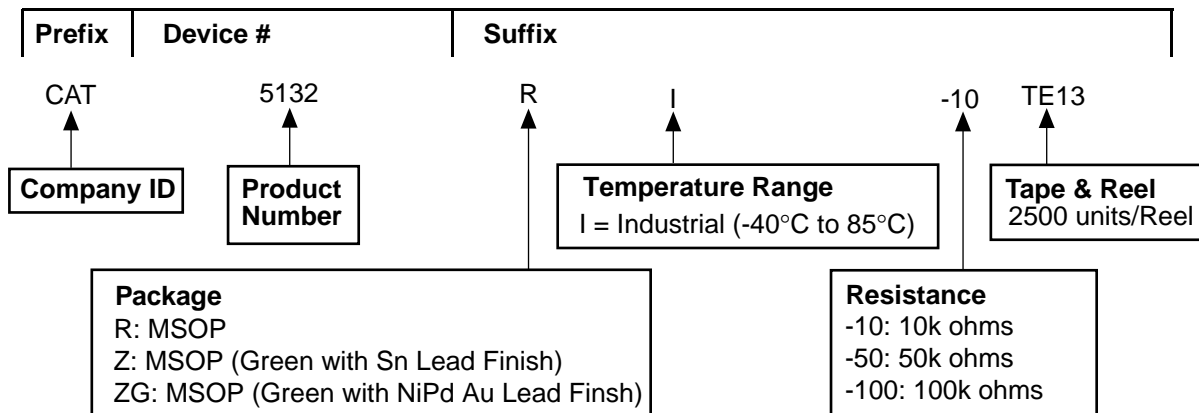 Prefix Device # Suffix
CAT 5132 R I -10 TE13
Company ID
Product
Number
Temperature Range
I = Industrial (-40°C to 85°C)
Tape & Reel
2500 units/Reel
Package
R: MSOP
Z: MSOP (Green with Sn Lead Finish)
ZG: MSOP (Green with NiPd Au Lead Finsh)
Resistance
-10: 10k ohms
-50: 50k ohms
-100: 100k ohms